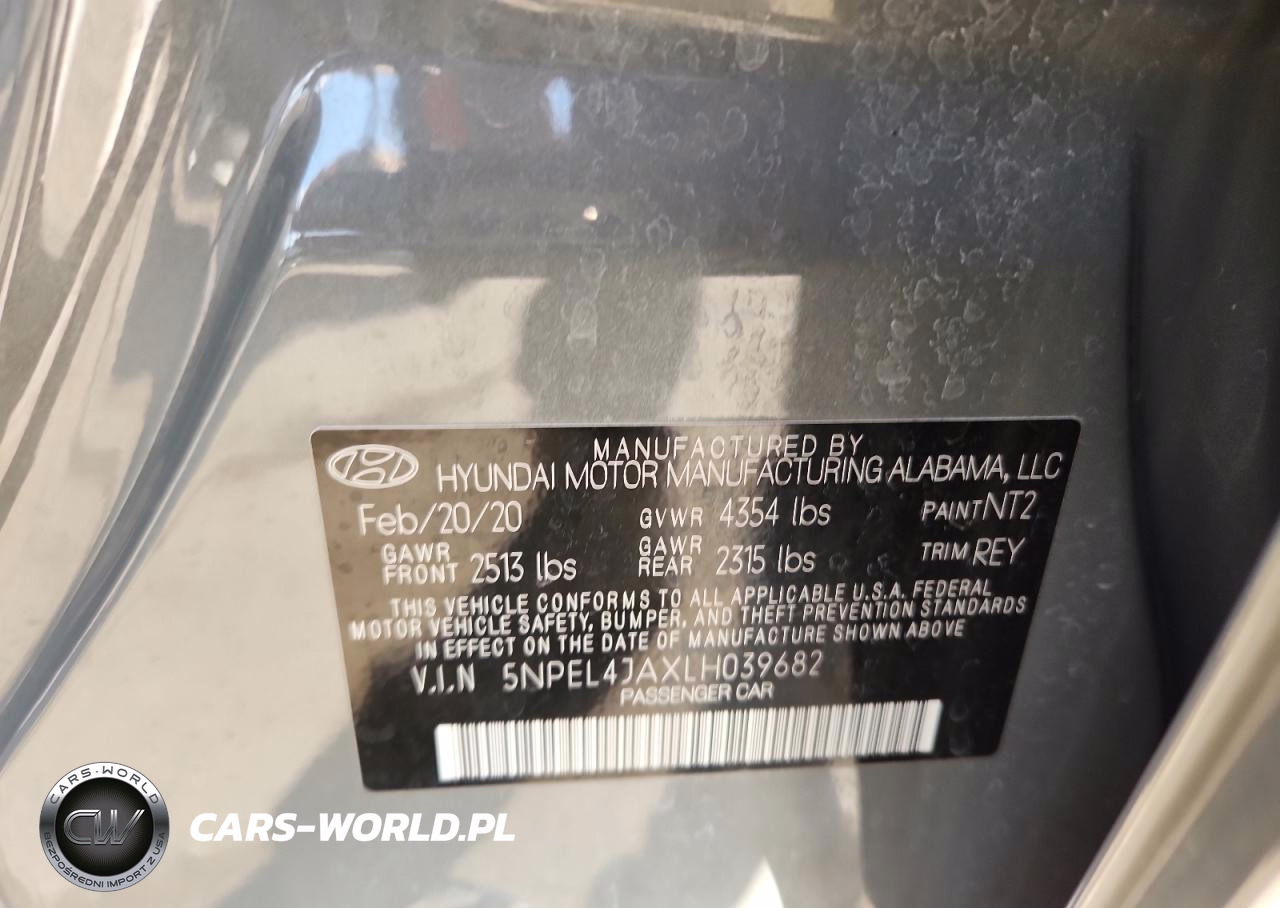 MANUFACTURED BY
HYUNDAI MOTOR MANUFACTURING ALABAMA, LLC
Feb/20/20 GVWR 4354 lbs PAINT NT2
GAWR FRONT 2513 lbs GAWR REAR 2315 lbs TRIM REY
THIS VEHICLE CONFORMS TO ALL APPLICABLE U.S.A. FEDERAL
MOTOR VEHICLE SAFETY, BUMPER, AND THEFT PREVENTION STANDARDS
IN EFFECT ON THE DATE OF MANUFACTURE SHOWN ABOVE
V.I.N 5NPEL4JAXLH039682
PASSENGER CAR
CARS-WORLD
CW
BEZPOŚREDNI IMPORT Z USA
CARS-WORLD.PL